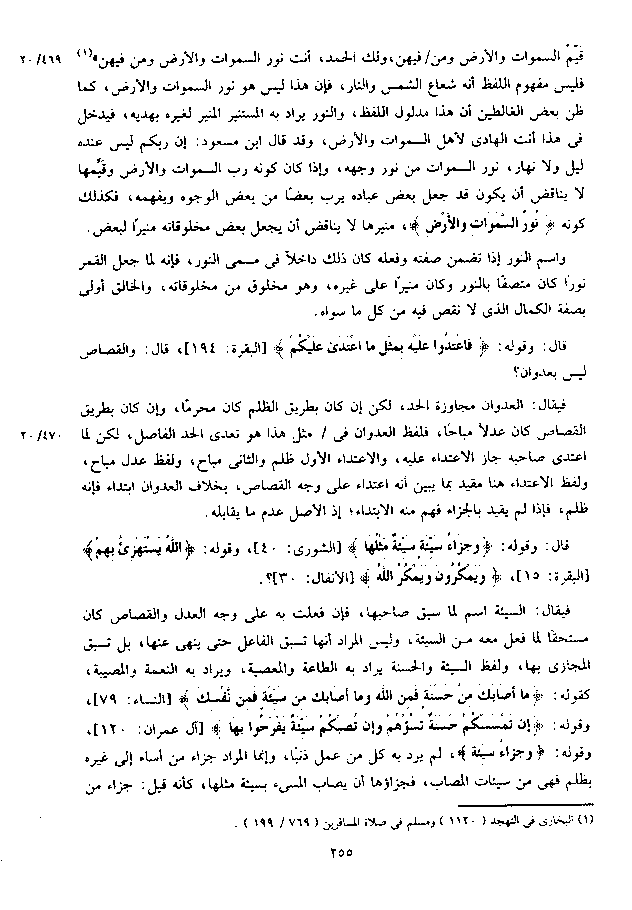 قيّم السموات والأرض ومن/ فيهن، ولك الحمد، أنت نور السموات والأرض ومن فيهن»(١) ٢٠/٤٦٩
فليس مفهوم اللفظ أنه شعاع الشمس والنار، فإن هذا ليس هو نور السموات والأرض، كما
ظن بعض الغالطين أن هذا مدلول اللفظ، والنور يراد به المستنير المنير لغيره بهديه، فيدخل
فى هذا أنت الهادى لأهل السموات والأرض، وقد قال ابن مسعود: إن ربكم ليس عنده
ليل ولا نهار، نور السموات من نور وجهه، وإذا كان كونه رب السموات والأرض وقيِّمها
لا يناقض أن يكون قد جعل بعض عباده يرب بعضًا من بعض الوجوه ويفهمه، فكذلك
كونه ﴿ نُورُ السَّمَوَات وَالأَرْضِ ﴾، منيرها لا يناقض أن يجعل بعض مخلوقاته منيرًا لبعض.
واسم النور إذا تضمن صفته وفعله كان ذلك داخلاً فى مسمى النور، فإنه لما جعل القمر
نورًا كان متصفًا بالنور وكان منيرًا على غيره، وهو مخلوق من مخلوقاته، والخالق أولى
بصفة الكمال الذى لا نقص فيه من كل ما سواه.
قال: وقوله: ﴿ فَاعْتَدُوا عَلَيْهِ بِمِثْلِ مَا اعْتَدَىٰ عَلَيْكُمْ ﴾ [البقرة: ١٩٤]، قال: والقصاص
ليس بعدوان؟
فيقال: العدوان مجاوزة الحد، لكن إن كان بطريق الظلم كان محرمًا، وإن كان بطريق
القصاص كان عدلاً مباحًا، فلفظ العدوان فى / مثل هذا هو تعدى الحد الفاصل، لكن لما ٢٠/٤٧٠
اعتدى صاحبه جاز الاعتداء عليه، والاعتداء الأول ظلم والثانى مباح، ولفظ عدل مباح،
ولفظ الاعتداء هنا مقيد بما يبين أنه اعتداء على وجه القصاص، بخلاف العدوان ابتداء فإنه
ظلم، فإذا لم يقيد بالجزاء فهم منه الابتداء؛ إذ الأصل عدم ما يقابله.
قال: وقوله: ﴿ وَجَزَاءُ سَيِّئَةٍ سَيِّئَةٌ مِّثْلُهَا ﴾ [الشورى: ٤٠]، وقوله: ﴿ اللَّهُ يَسْتَهْزِئُ بِهِمْ﴾
[البقرة: ١٥]، ﴿ وَيَمْكُرُونَ وَيَمْكُرُ اللَّهُ ﴾ [الأنفال: ٣٠]؟.
فيقال: السيئة اسم لما سبق صاحبها، فإن فعلت به على وجه العدل والقصاص كان
مستحقًا لما فعل معه من السيئة، وليس المراد أنها تسبق الفاعل حتى ينهى عنها، بل تسبق
المجازى بها، ولفظ السيئة والحسنة يراد به الطاعة والمعصية، ويراد به النعمة والمصيبة،
كقوله: ﴿ مَا أَصَابَكَ مِنْ حَسَنَةٍ فَمِنَ اللَّهِ وَمَا أَصَابَكَ مِن سَيِّئَةٍ فَمِن نَّفْسِكَ ﴾ [النساء: ٧٩]،
وقوله: ﴿إِن تَمْسَسْكُمْ حَسَنَةٌ تَسُؤْهُمْ وَإِن تُصِبْكُمْ سَيِّئَةٌ يَفْرَحُوا بِهَا ﴾ [آل عمران: ١٢٠]،
وقوله: ﴿ وَجَزَاءُ سَيِّئَةٍ ﴾، لم يرد به كل من عمل ذنبًا، وإنما المراد جزاء من أساء إلى غيره
بظلم فهى من سيئات المصاب، فجزاؤها أن يصاب المسىء بسيئة مثلها، كأنه قيل: جزاء من
(١) البخارى فى التهجد ( ١١٢٠ ) ومسلم فى صلاة المسافرين ( ٧٦٩ / ١٩٩ ) .
٢٥٥